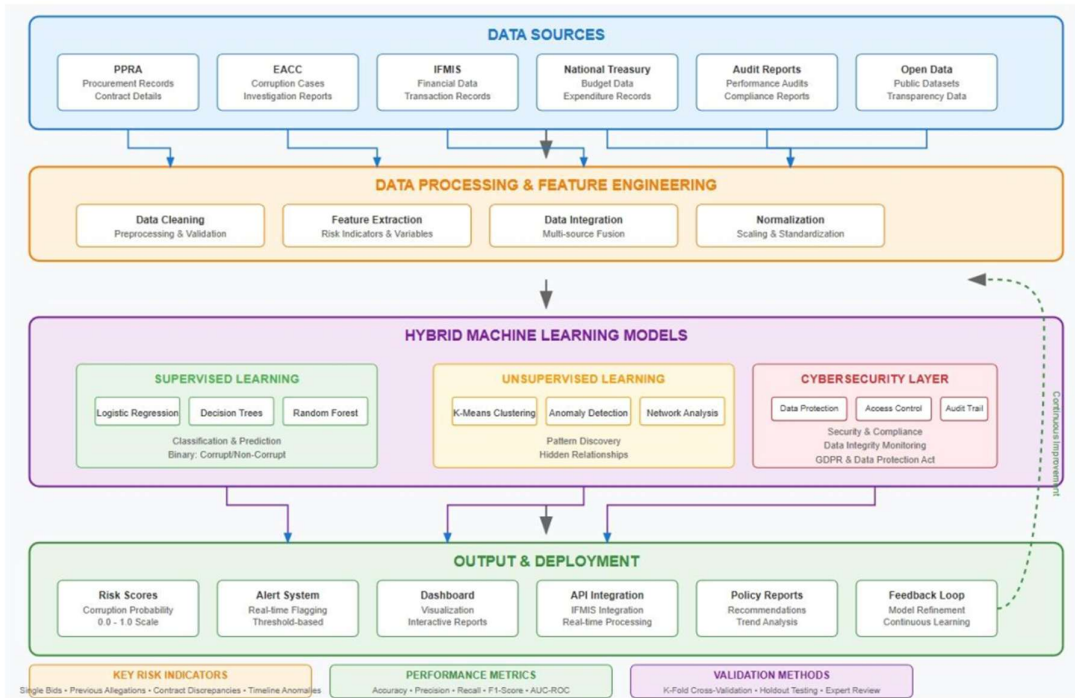 DATA SOURCES
PPRA
Procurement Records
Contract Details
EACC
Corruption Cases
Investigation Reports
IFMIS
Financial Data
Transaction Records
National Treasury
Budget Data
Expenditure Records
Audit Reports
Performance Audits
Compliance Reports
Open Data
Public Datasets
Transparency Data
DATA PROCESSING & FEATURE ENGINEERING
Data Cleaning
Preprocessing & Validation
Feature Extraction
Risk Indicators & Variables
Data Integration
Multi-source Fusion
Normalization
Scaling & Standardization
HYBRID MACHINE LEARNING MODELS
SUPERVISED LEARNING
Logistic Regression
Decision Trees
Random Forest
Classification & Prediction
Binary: Corrupt/Non-Corrupt
UNSUPERVISED LEARNING
K-Means Clustering
Anomaly Detection
Network Analysis
Pattern Discovery
Hidden Relationships
CYBERSECURITY LAYER
Data Protection
Access Control
Audit Trail
Security & Compliance
Data Integrity Monitoring
GDPR & Data Protection Act
Continuous Improvement
OUTPUT & DEPLOYMENT
Risk Scores
Corruption Probability
0.0 - 1.0 Scale
Alert System
Real-time Flagging
Threshold-based
Dashboard
Visualization
Interactive Reports
API Integration
IFMIS Integration
Real-time Processing
Policy Reports
Recommendations
Trend Analysis
Feedback Loop
Model Refinement
Continuous Learning
KEY RISK INDICATORS
Single Bids • Previous Allegations • Contract Discrepancies • Timeline Anomalies
PERFORMANCE METRICS
Accuracy • Precision • Recall • F1-Score • AUC-ROC
VALIDATION METHODS
K-Fold Cross-Validation • Holdout Testing • Expert Review